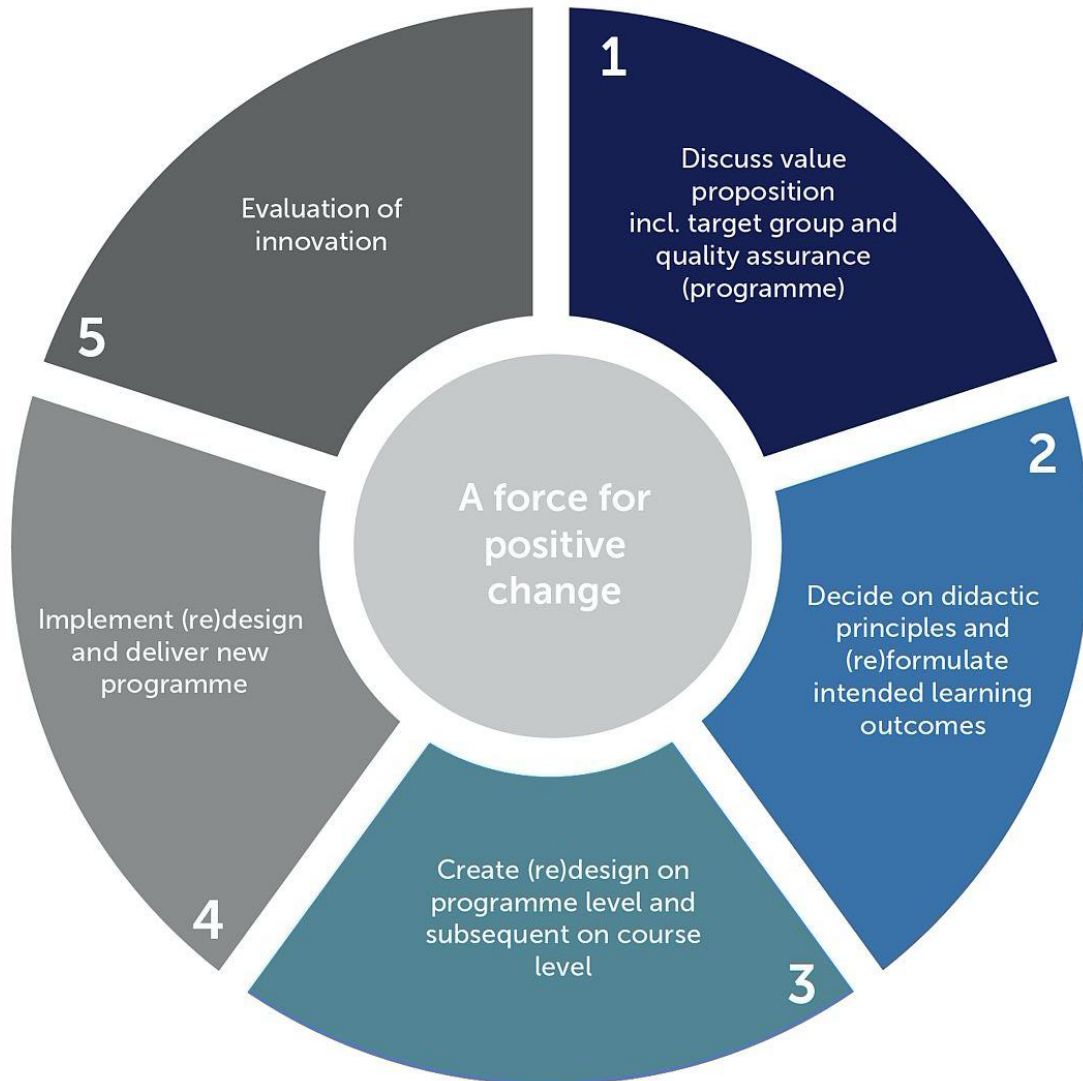 1
Discuss value
proposition
incl. target group and
quality assurance
(programme)
2
Decide on didactic
principles and
(re)formulate
intended learning
outcomes
3
Create (re)design on
programme level and
subsequent on course
level
4
Implement (re)design
and deliver new
programme
5
Evaluation of
innovation
A force for
positive
change